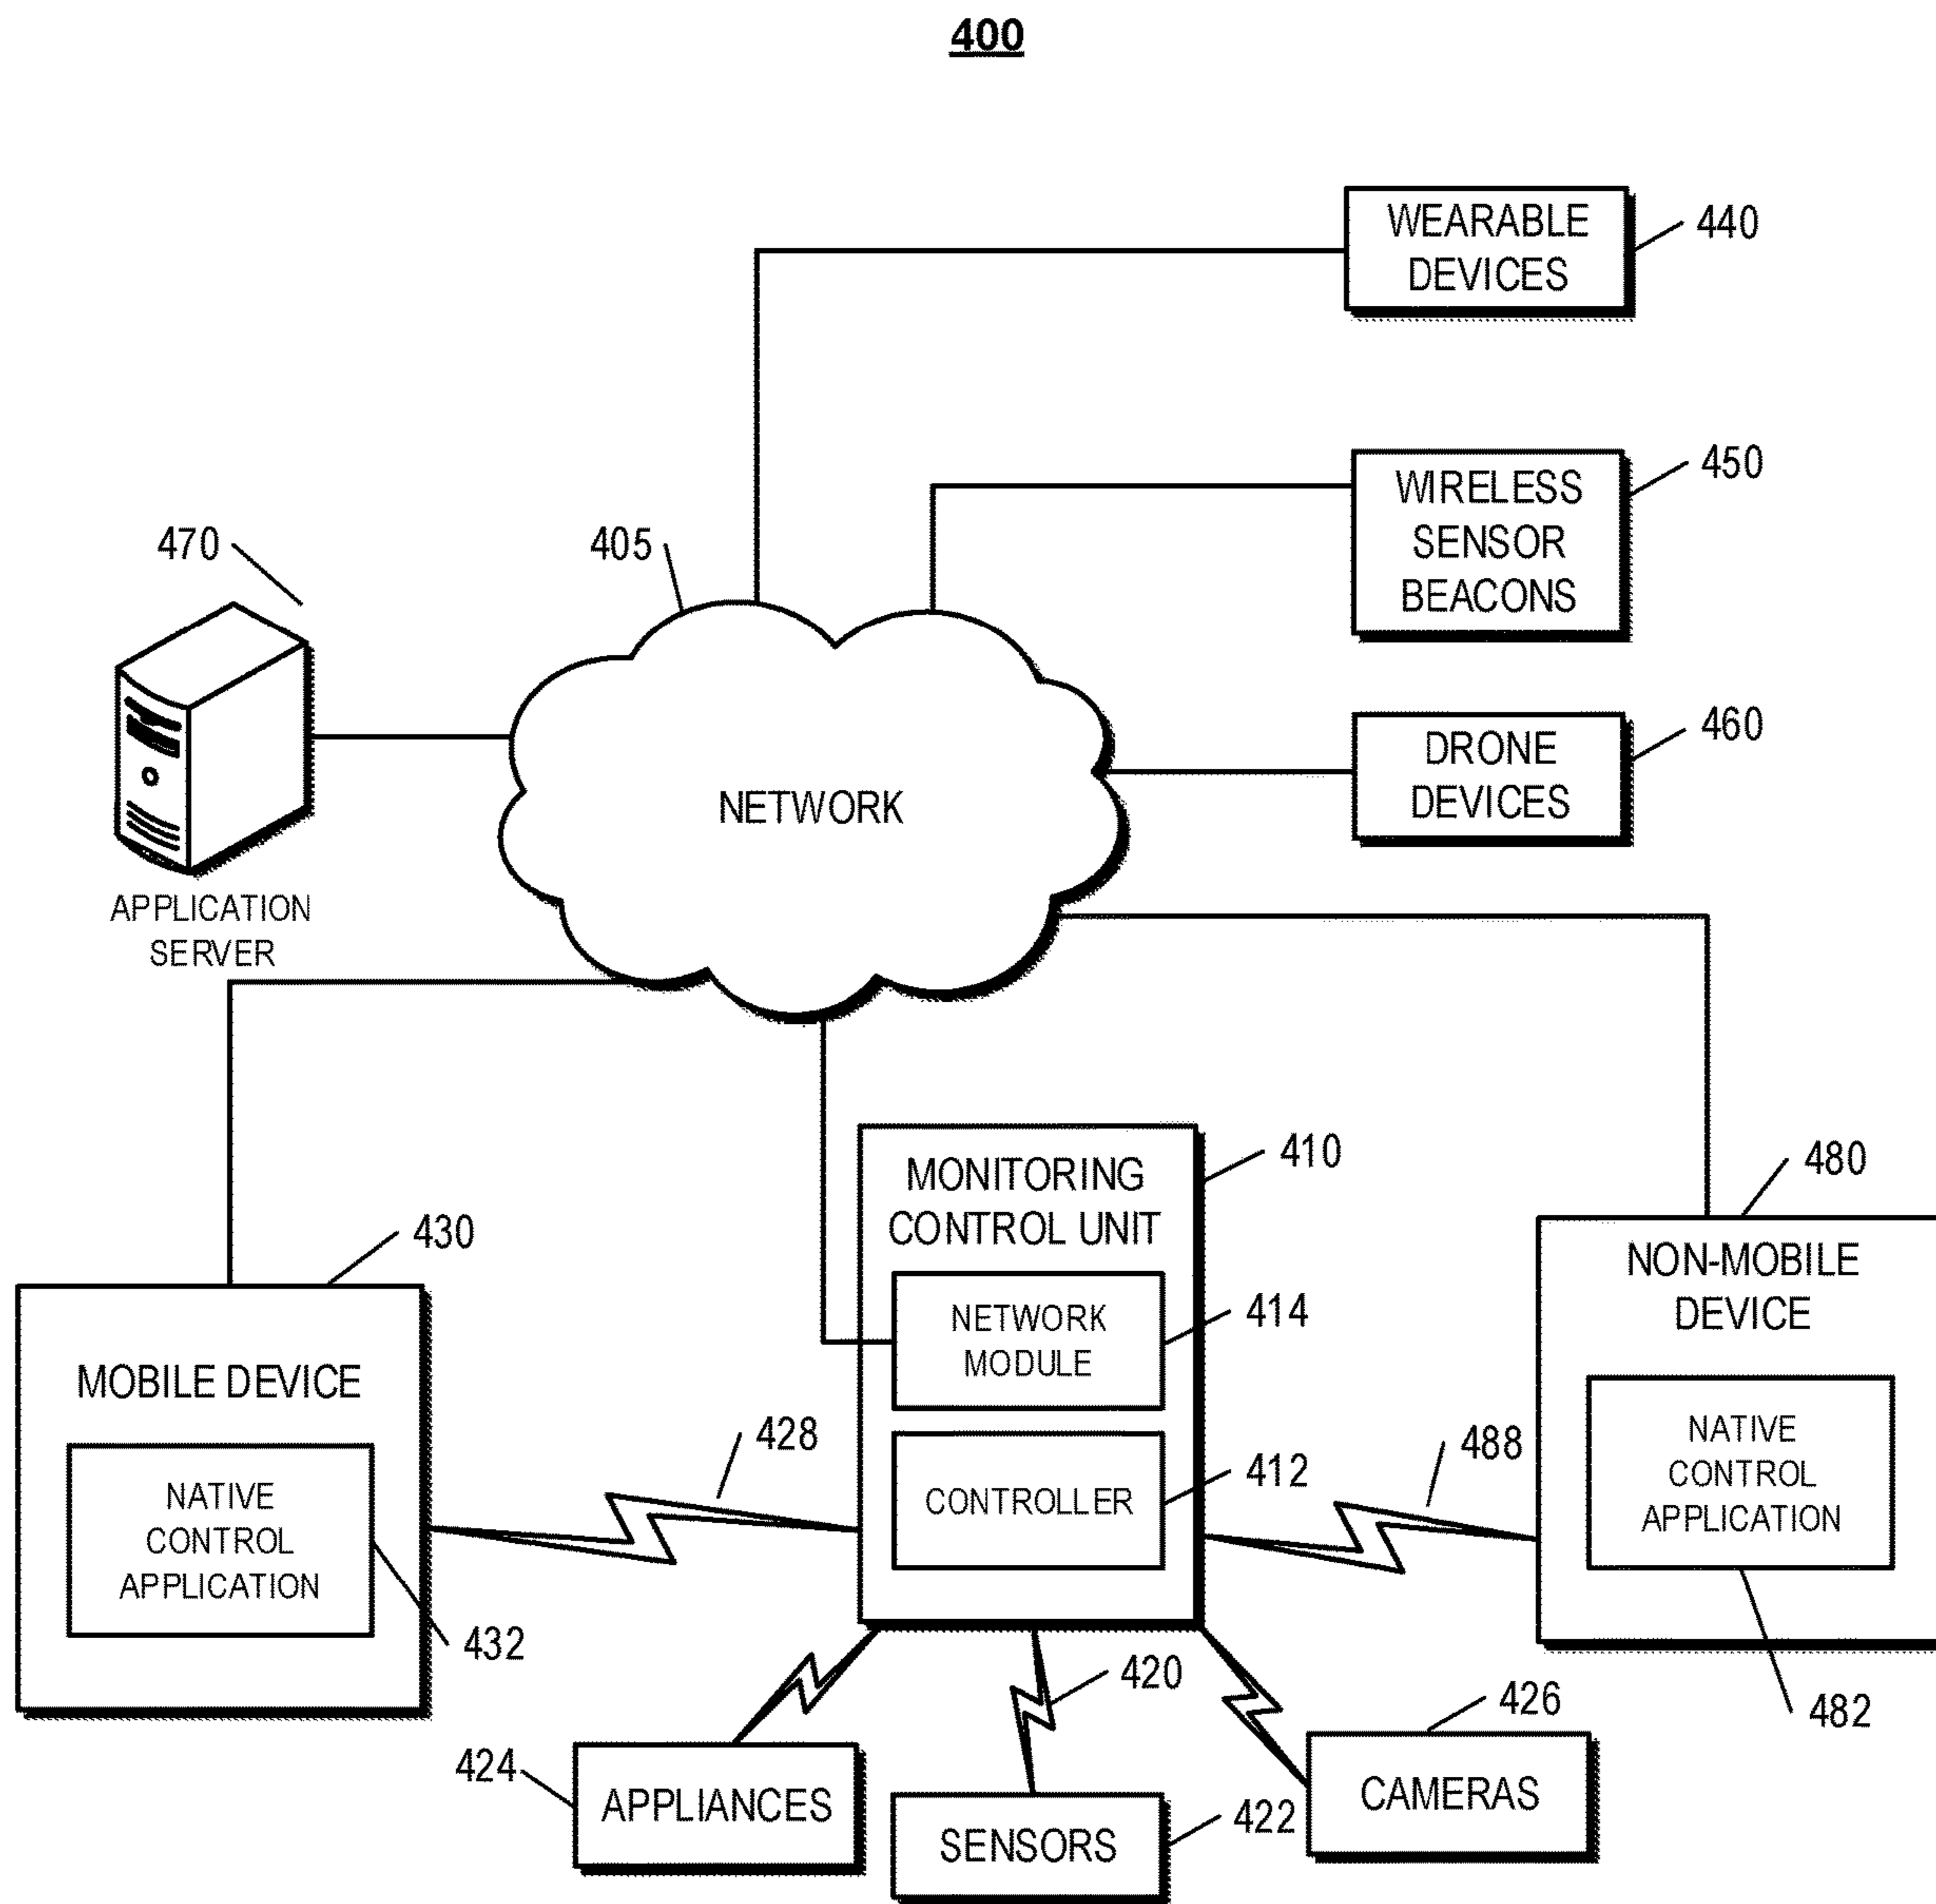 400
WEARABLE
DEVICES
440
WIRELESS
SENSOR
BEACONS
450
470
405
DRONE
DEVICES
460
NETWORK
APPLICATION
SERVER
MONITORING
CONTROL UNIT
410
480
430
NON-MOBILE
DEVICE
NETWORK
MODULE
414
MOBILE DEVICE
428
488
CONTROLLER
412
NATIVE
CONTROL
APPLICATION
NATIVE
CONTROL
APPLICATION
432
420
426
482
424
APPLIANCES
CAMERAS
SENSORS
422